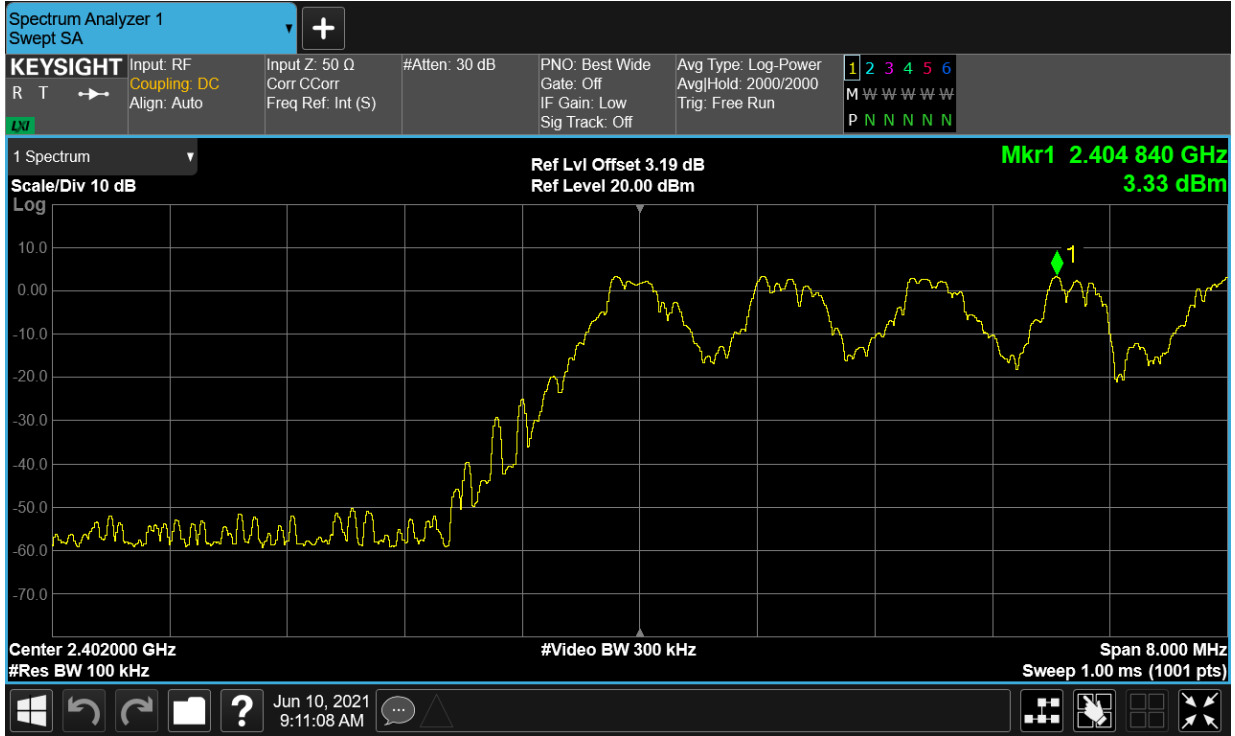 Spectrum Analyzer 1
Swept SA
KEYSIGHT
R T
LXI
Input: RF
Coupling: DC
Align: Auto
Input Z: 50 Ω
Corr CCorr
Freq Ref: Int (S)
#Atten: 30 dB
PNO: Best Wide
Gate: Off
IF Gain: Low
Sig Track: Off
Avg Type: Log-Power
Avg|Hold: 2000/2000
Trig: Free Run
1 2 3 4 5 6
M W W W W W W
P N N N N N N
1 Spectrum
Scale/Div 10 dB
Log
Ref Lvl Offset 3.19 dB
Ref Level 20.00 dBm
Mkr1 2.404 840 GHz
3.33 dBm
1
10.0
0.00
-10.0
-20.0
-30.0
-40.0
-50.0
-60.0
-70.0
Center 2.402000 GHz
#Res BW 100 kHz
#Video BW 300 kHz
Span 8.000 MHz
Sweep 1.00 ms (1001 pts)
?
Jun 10, 2021
9:11:08 AM